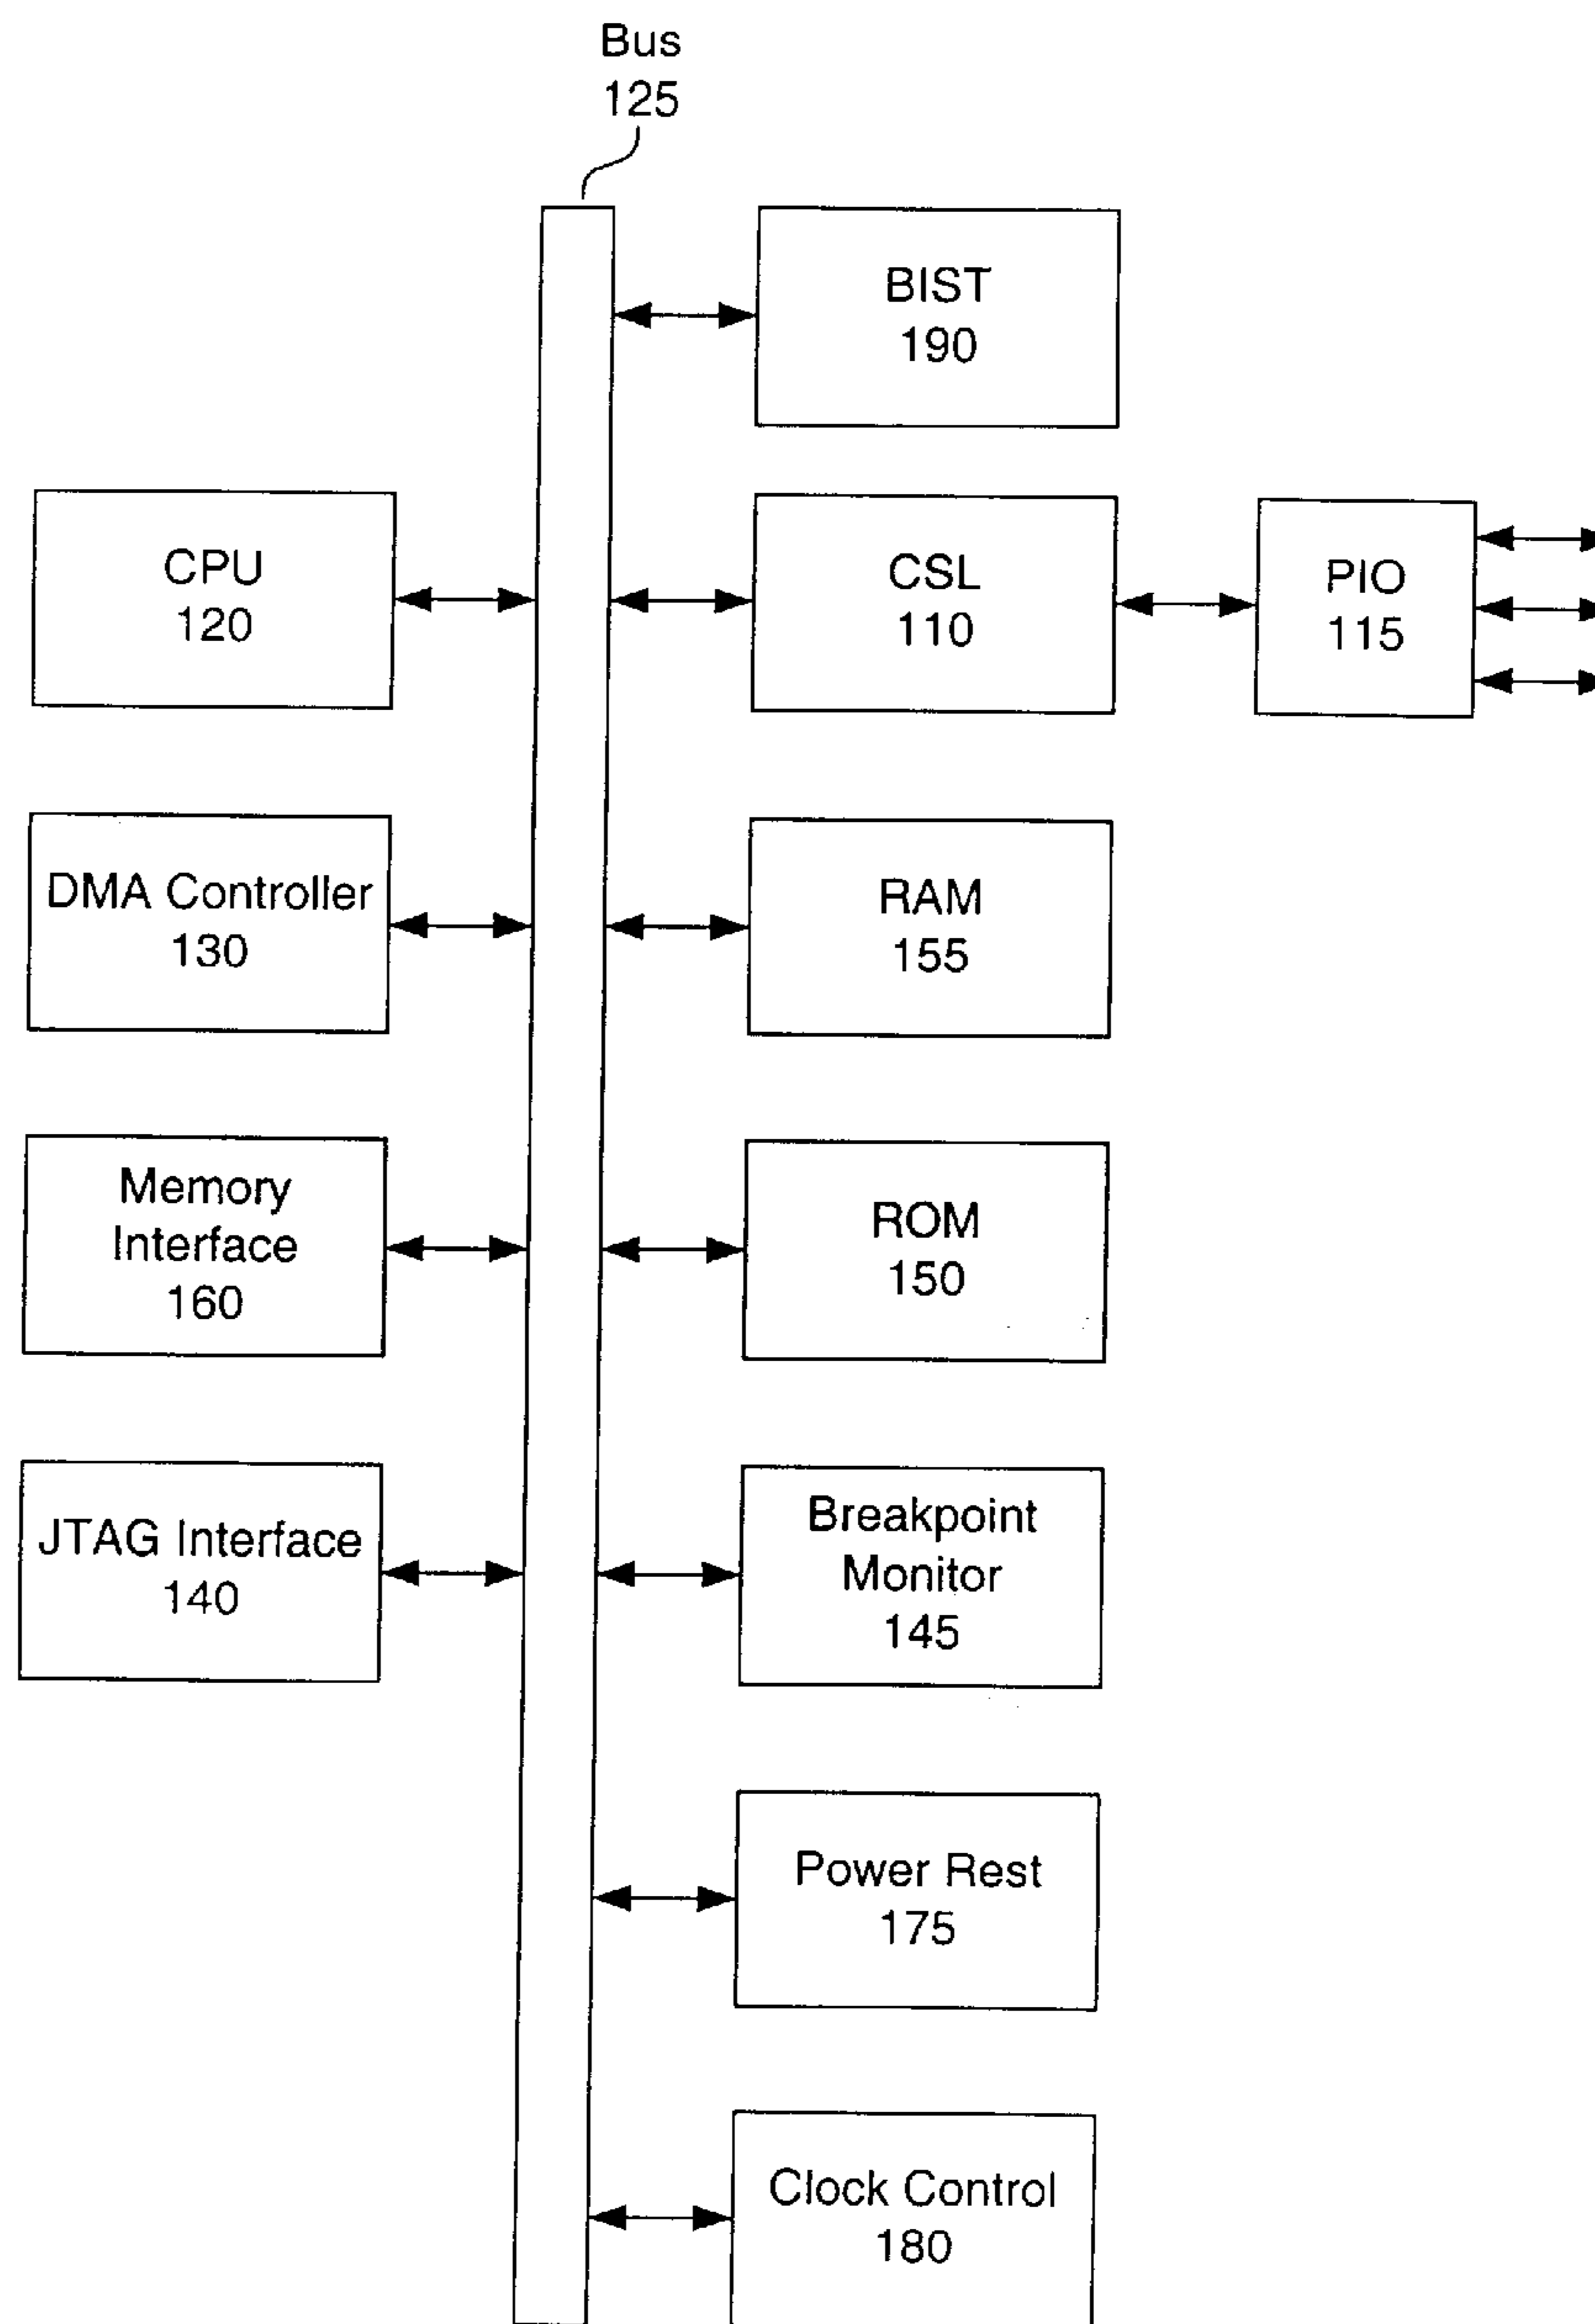 Bus
125
BIST
190
CPU
120
CSL
110
PIO
115
DMA Controller
130
RAM
155
Memory
Interface
160
ROM
150
JTAG Interface
140
Breakpoint
Monitor
145
Power Rest
175
Clock Control
180